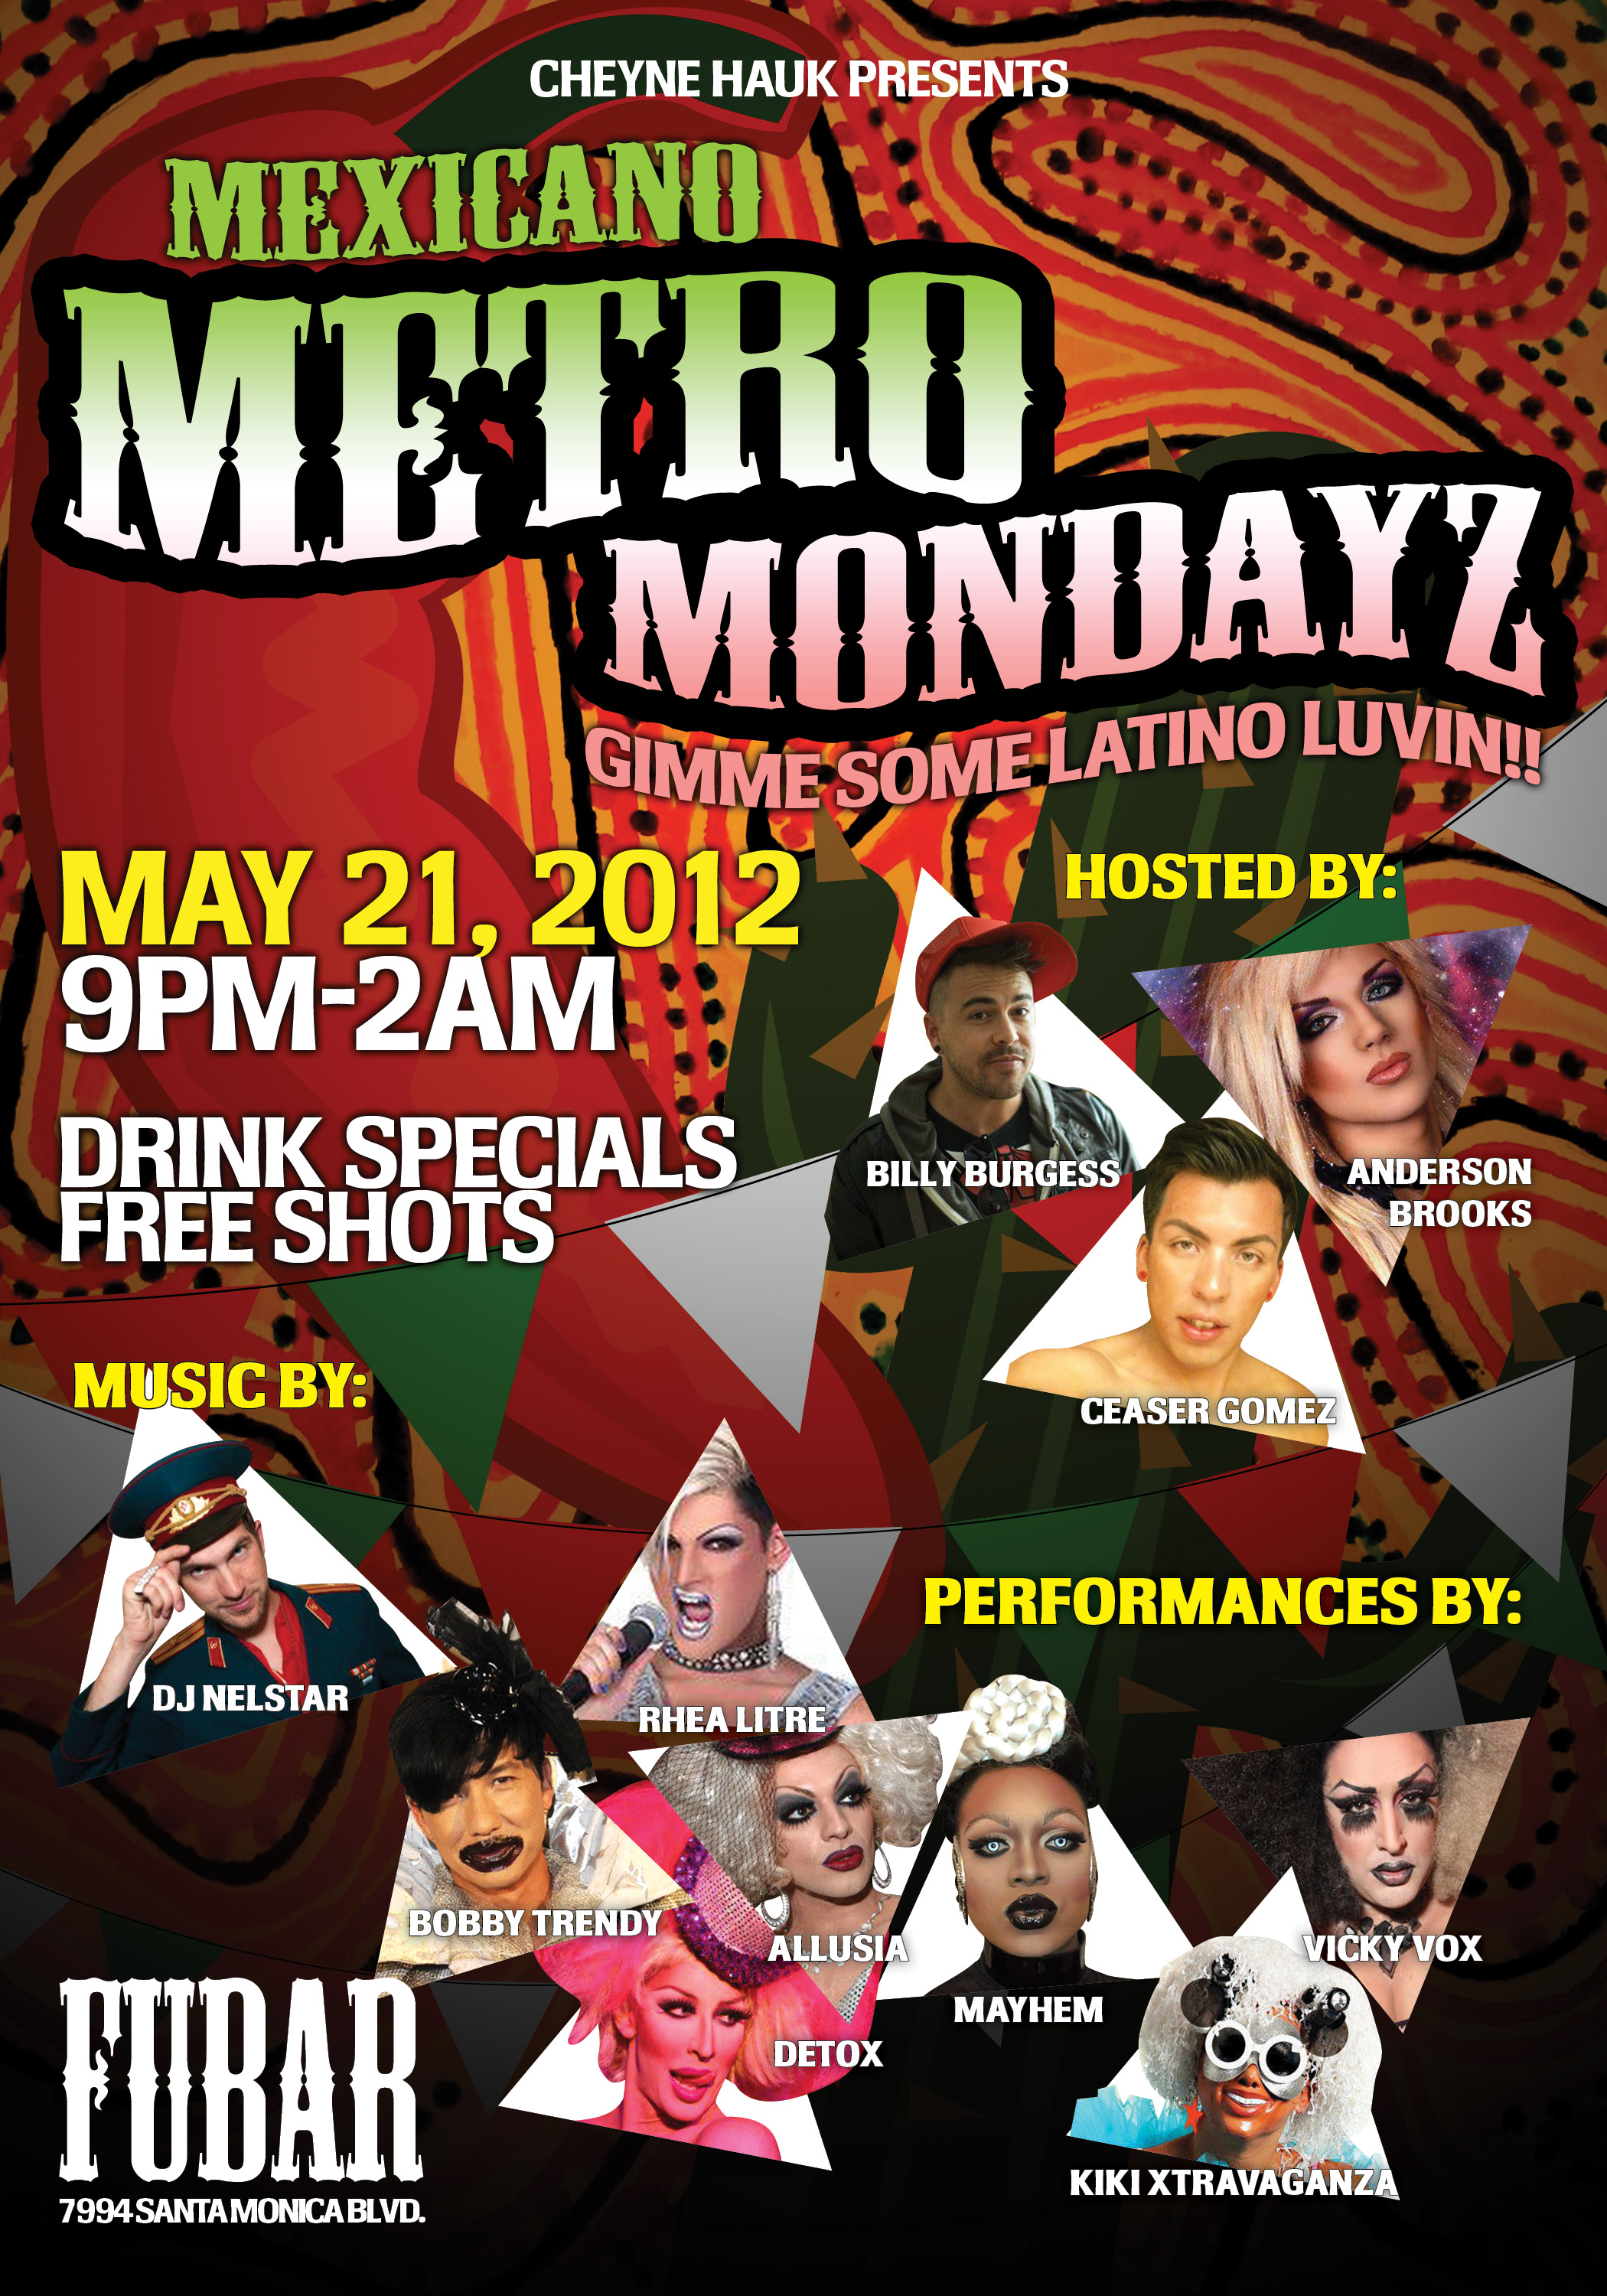 CHEYNE HAUK PRESENTS
MEXICANO
METRO
MONDAYZ
GIMME SOME LATINO LUVIN!!
MAY 21, 2012
9PM-2AM
DRINK SPECIALS
FREE SHOTS
HOSTED BY:
BILLY BURGESS
ANDERSON
BROOKS
CEASER GOMEZ
MUSIC BY:
DJ NELSTAR
PERFORMANCES BY:
RHEA LITRE
BOBBY TRENDY
ALLUSIA
VICKY VOX
MAYHEM
DETOX
KIKI XTRAVAGANZA
FUBAR
7994 SANTA MONICA BLVD.